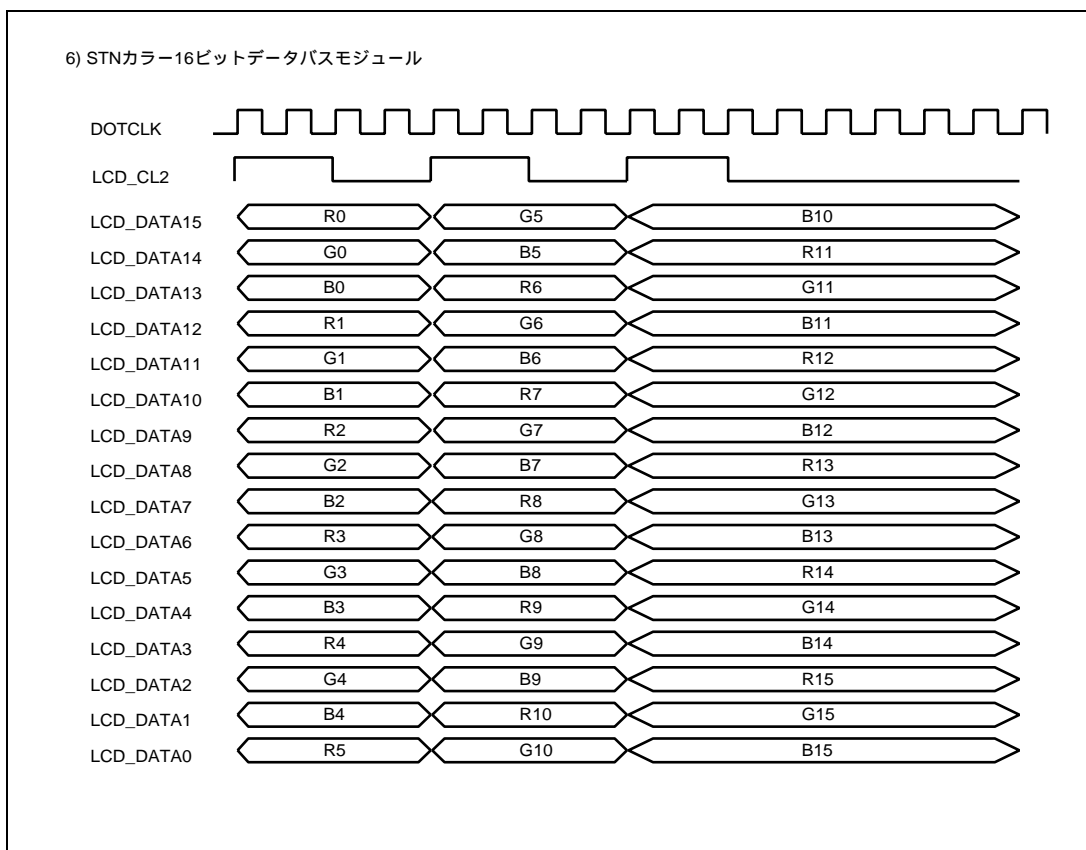 6) STNカラー16ビットデータバスモジュール
DOTCLK
LCD_CL2
LCD_DATA15 R0 G5 B10
LCD_DATA14 G0 B5 R11
LCD_DATA13 B0 R6 G11
LCD_DATA12 R1 G6 B11
LCD_DATA11 G1 B6 R12
LCD_DATA10 B1 R7 G12
LCD_DATA9 R2 G7 B12
LCD_DATA8 G2 B7 R13
LCD_DATA7 B2 R8 G13
LCD_DATA6 R3 G8 B13
LCD_DATA5 G3 B8 R14
LCD_DATA4 B3 R9 G14
LCD_DATA3 R4 G9 B14
LCD_DATA2 G4 B9 R15
LCD_DATA1 B4 R10 G15
LCD_DATA0 R5 G10 B15